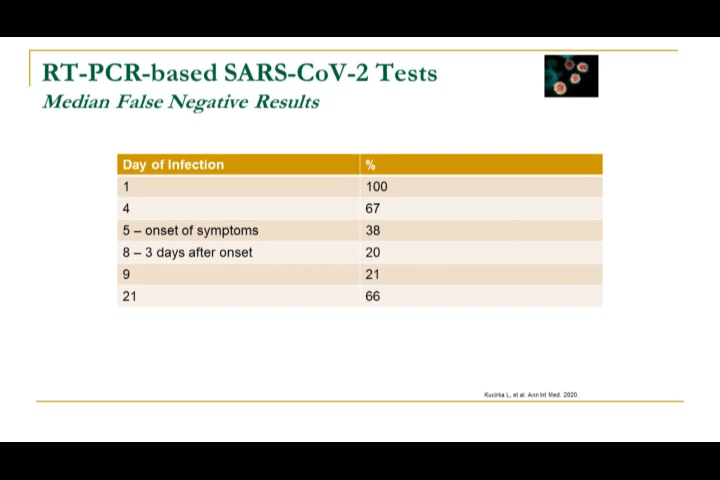 RT-PCR-based SARS-CoV-2 Tests
Median False Negative Results
Day of Infection %
1 100
4 67
5 – onset of symptoms 38
8 – 3 days after onset 20
9 21
21 66
Kucirka L, et al. Ann Int Med. 2020.